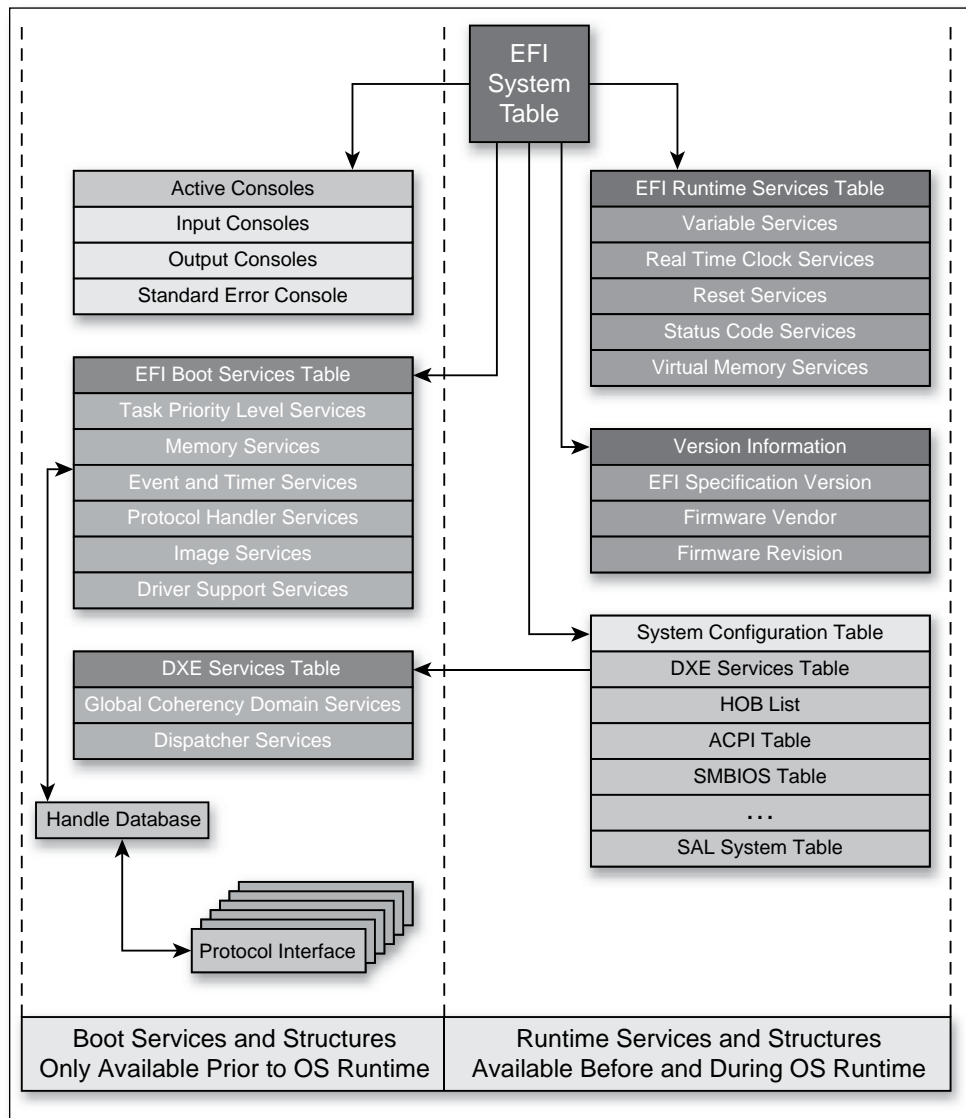 EFI
System
Table
Active Consoles
Input Consoles
Output Consoles
Standard Error Console
EFI Boot Services Table
Task Priority Level Services
Memory Services
Event and Timer Services
Protocol Handler Services
Image Services
Driver Support Services
DXE Services Table
Global Coherency Domain Services
Dispatcher Services
Handle Database
Protocol Interface
EFI Runtime Services Table
Variable Services
Real Time Clock Services
Reset Services
Status Code Services
Virtual Memory Services
Version Information
EFI Specification Version
Firmware Vendor
Firmware Revision
System Configuration Table
DXE Services Table
HOB List
ACPI Table
SMBIOS Table
...
SAL System Table
Boot Services and Structures
Only Available Prior to OS Runtime
Runtime Services and Structures
Available Before and During OS Runtime